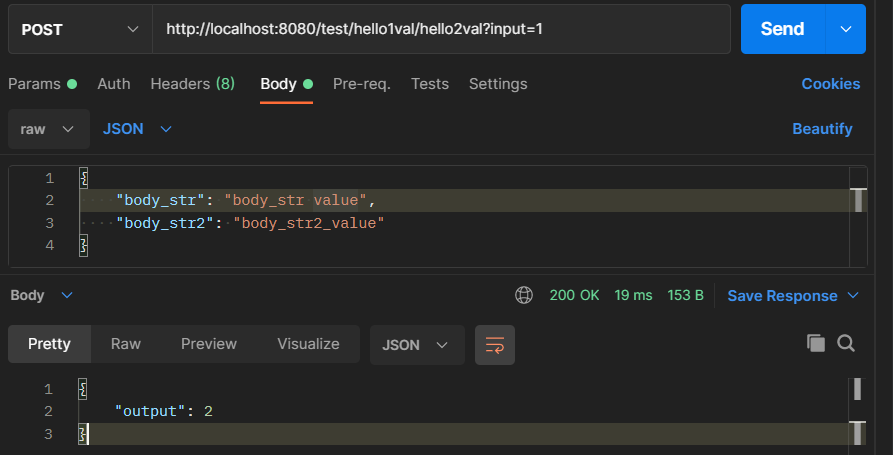 POST http://localhost:8080/test/hello1val/hello2val?input=1 Send
Params Auth Headers (8) Body Pre-req. Tests Settings Cookies
raw JSON Beautify
1 {
2 "body_str": "body_str value",
3 "body_str2": "body_str2_value"
4 }
Body 200 OK 19 ms 153 B Save Response
Pretty Raw Preview Visualize JSON
1 {
2 "output": 2
3 }